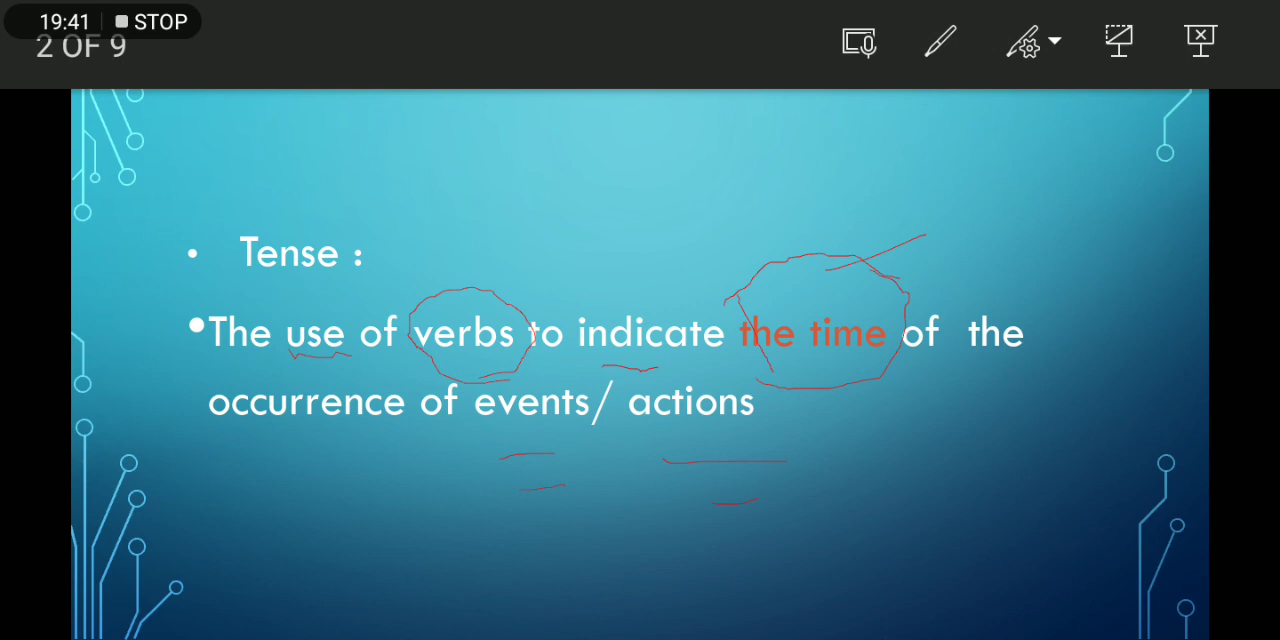 19:41 STOP
2 OF 9
• Tense :
•The use of verbs to indicate the time of the
occurrence of events/ actions